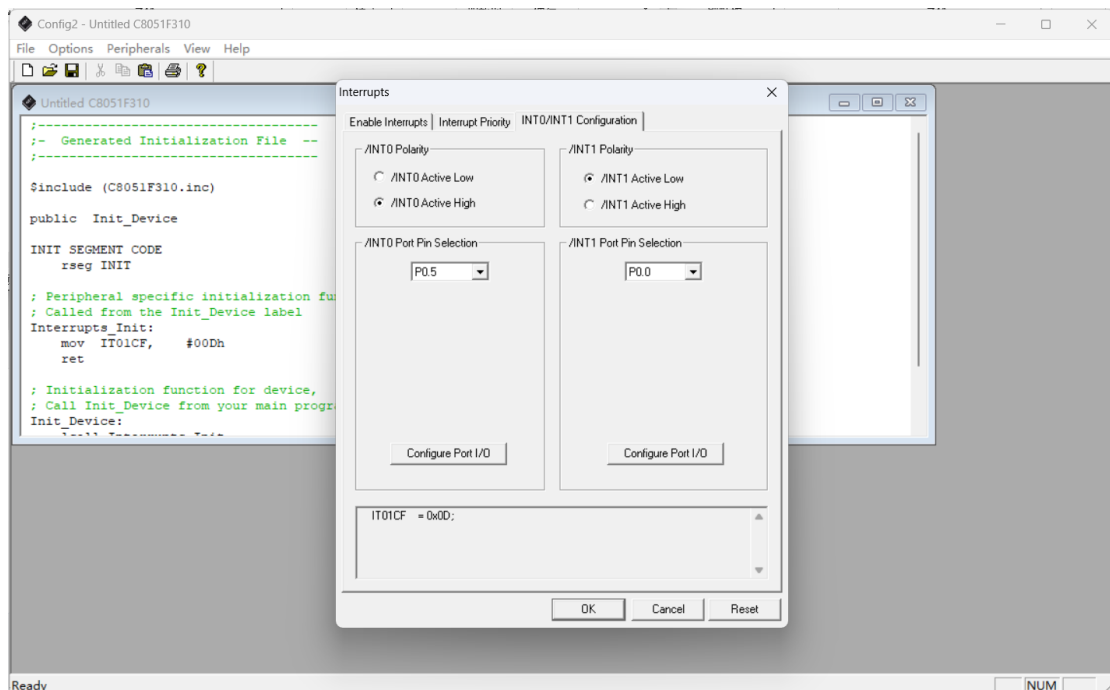 Config2 - Untitled C8051F310
File Options Peripherals View Help
Untitled C8051F310
;-----------------------------------
;- Generated Initialization File --
;-----------------------------------
$include (C8051F310.inc)
public Init_Device
INIT SEGMENT CODE
rseg INIT
; Peripheral specific initialization fu
; Called from the Init_Device label
Interrupts_Init:
mov IT01CF, #00Dh
ret
; Initialization function for device,
; Call Init_Device from your main progra
Init_Device:
Interrupts
Enable Interrupts Interrupt Priority INT0/INT1 Configuration
/INT0 Polarity /INT1 Polarity
/INT0 Active Low /INT1 Active Low
/INT0 Active High /INT1 Active High
/INT0 Port Pin Selection /INT1 Port Pin Selection
P0.5 P0.0
Configure Port I/O Configure Port I/O
IT01CF = 0x0D;
OK Cancel Reset
Ready NUM